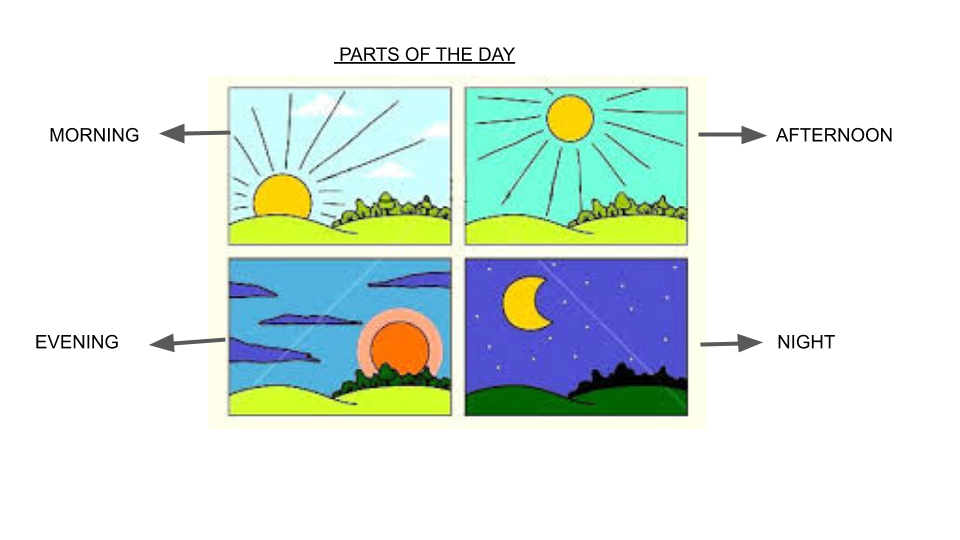 PARTS OF THE DAY
MORNING
AFTERNOON
EVENING
NIGHT